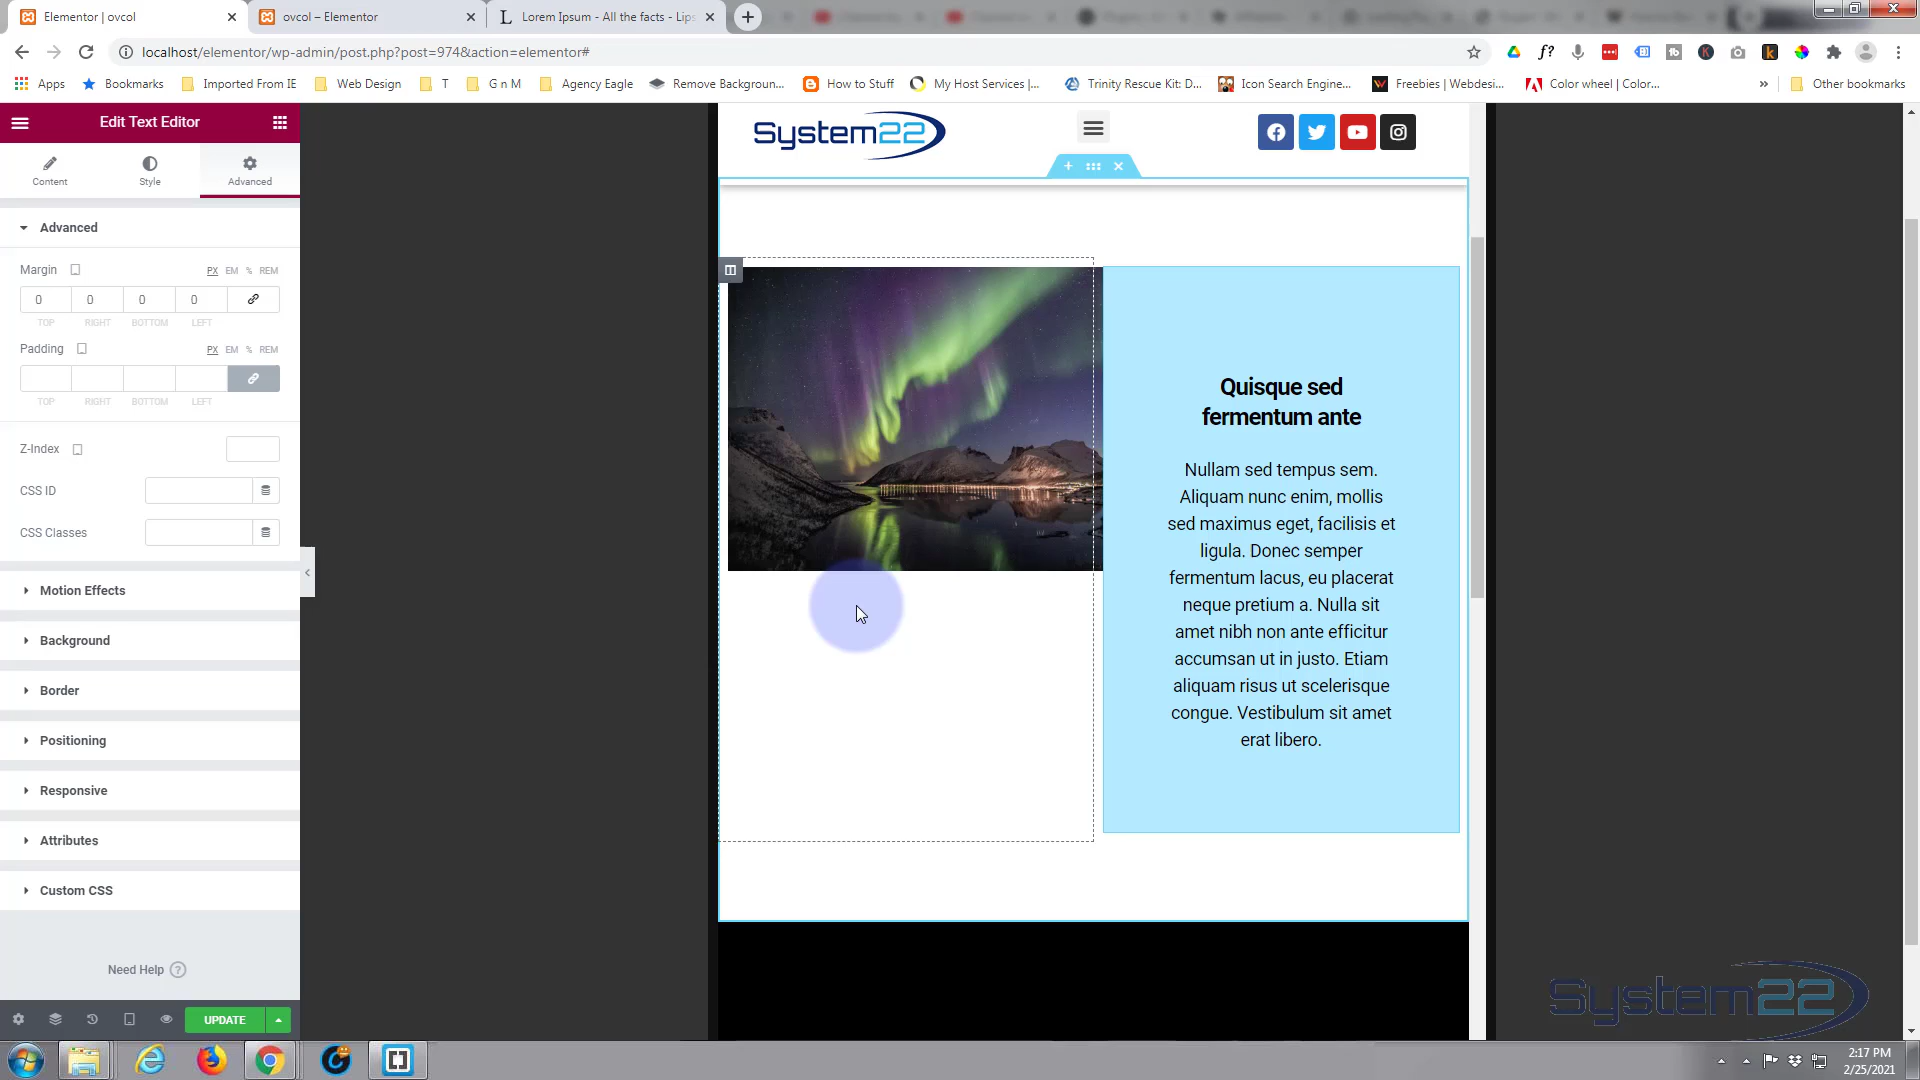 Elementor | ovcol
ovcol – Elementor
Lorem Ipsum - All the facts - Lips
localhost/elementor/wp-admin/post.php?post=974&action=elementor#
Apps
Bookmarks
Imported From IE
Web Design
T
G n M
Agency Eagle
Remove Backgroun...
How to Stuff
My Host Services |...
Trinity Rescue Kit: D...
Icon Search Engine...
Freebies | Webdesi...
Color wheel | Color...
Other bookmarks
Edit Text Editor
Content
Style
Advanced
Advanced
Margin
PX EM % REM
0 0 0 0
TOP RIGHT BOTTOM LEFT
Padding
PX EM % REM
TOP RIGHT BOTTOM LEFT
Z-Index
CSS ID
CSS Classes
Motion Effects
Background
Border
Positioning
Responsive
Attributes
Custom CSS
Need Help ?
UPDATE
System22
Quisque sed
fermentum ante
Nullam sed tempus sem.
Aliquam nunc enim, mollis
sed maximus eget, facilisis et
ligula. Donec semper
fermentum lacus, eu placerat
neque pretium a. Nulla sit
amet nibh non ante efficitur
accumsan ut in justo. Etiam
aliquam risus ut scelerisque
congue. Vestibulum sit amet
erat libero.
System22
2:17 PM
2/25/2021